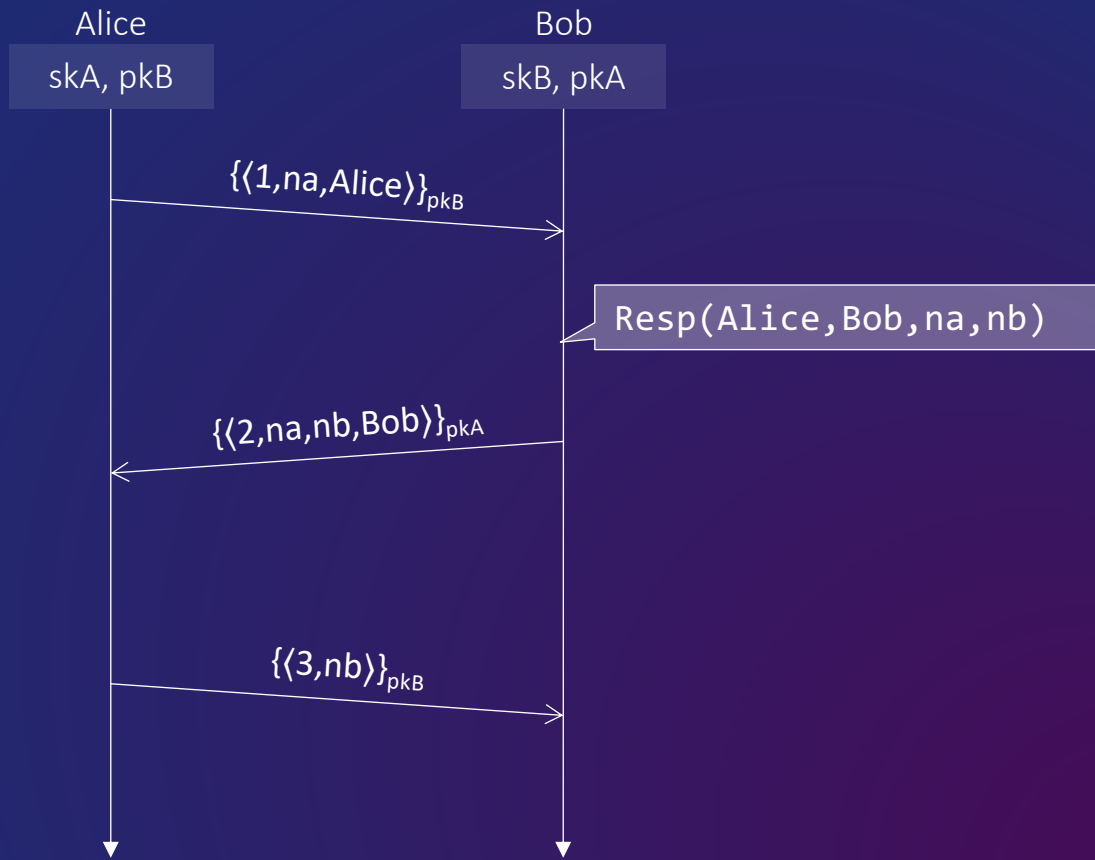 Alice
Bob
skA, pkB
skB, pkA
{⟨1,na,Alice⟩}pkB
Resp(Alice,Bob,na,nb)
{⟨2,na,nb,Bob⟩}pkA
{⟨3,nb⟩}pkB